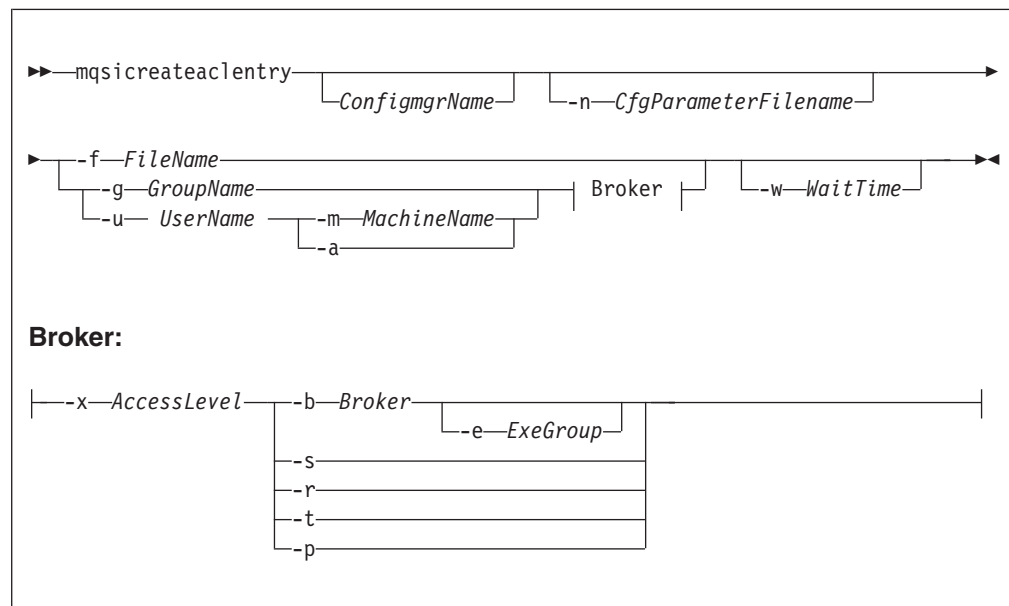 mqsicreateaclentry
ConfigmgrName -n CfgParameterFilename
-f FileName
-g GroupName Broker -w WaitTime
-u UserName -m MachineName
-a
Broker:
-x AccessLevel -b Broker
-e ExeGroup
-s
-r
-t
-p